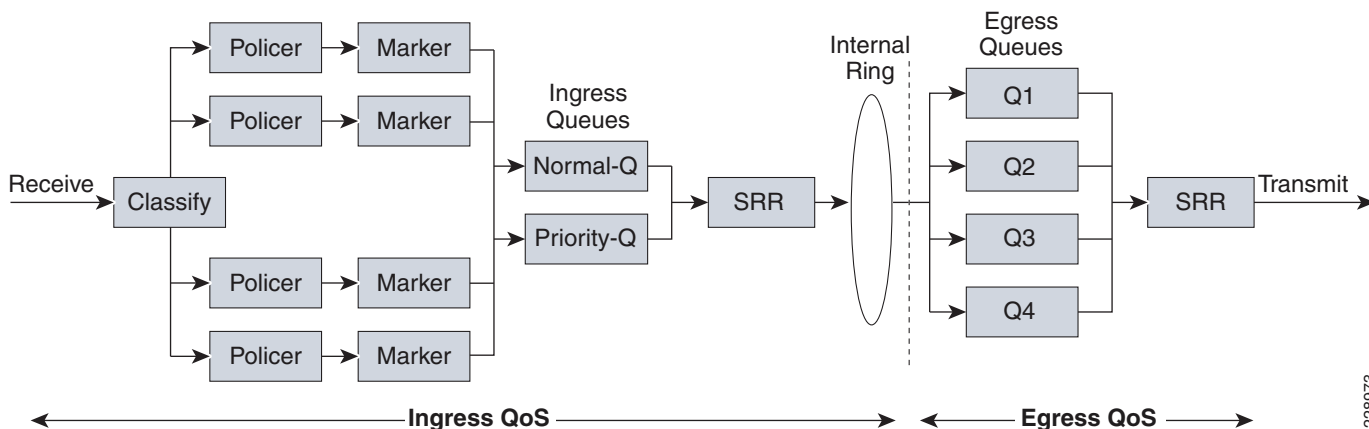 Receive
Classify
Policer
Marker
Policer
Marker
Policer
Marker
Policer
Marker
Ingress
Queues
Normal-Q
Priority-Q
SRR
Internal
Ring
Egress
Queues
Q1
Q2
Q3
Q4
SRR
Transmit
Ingress QoS
Egress QoS